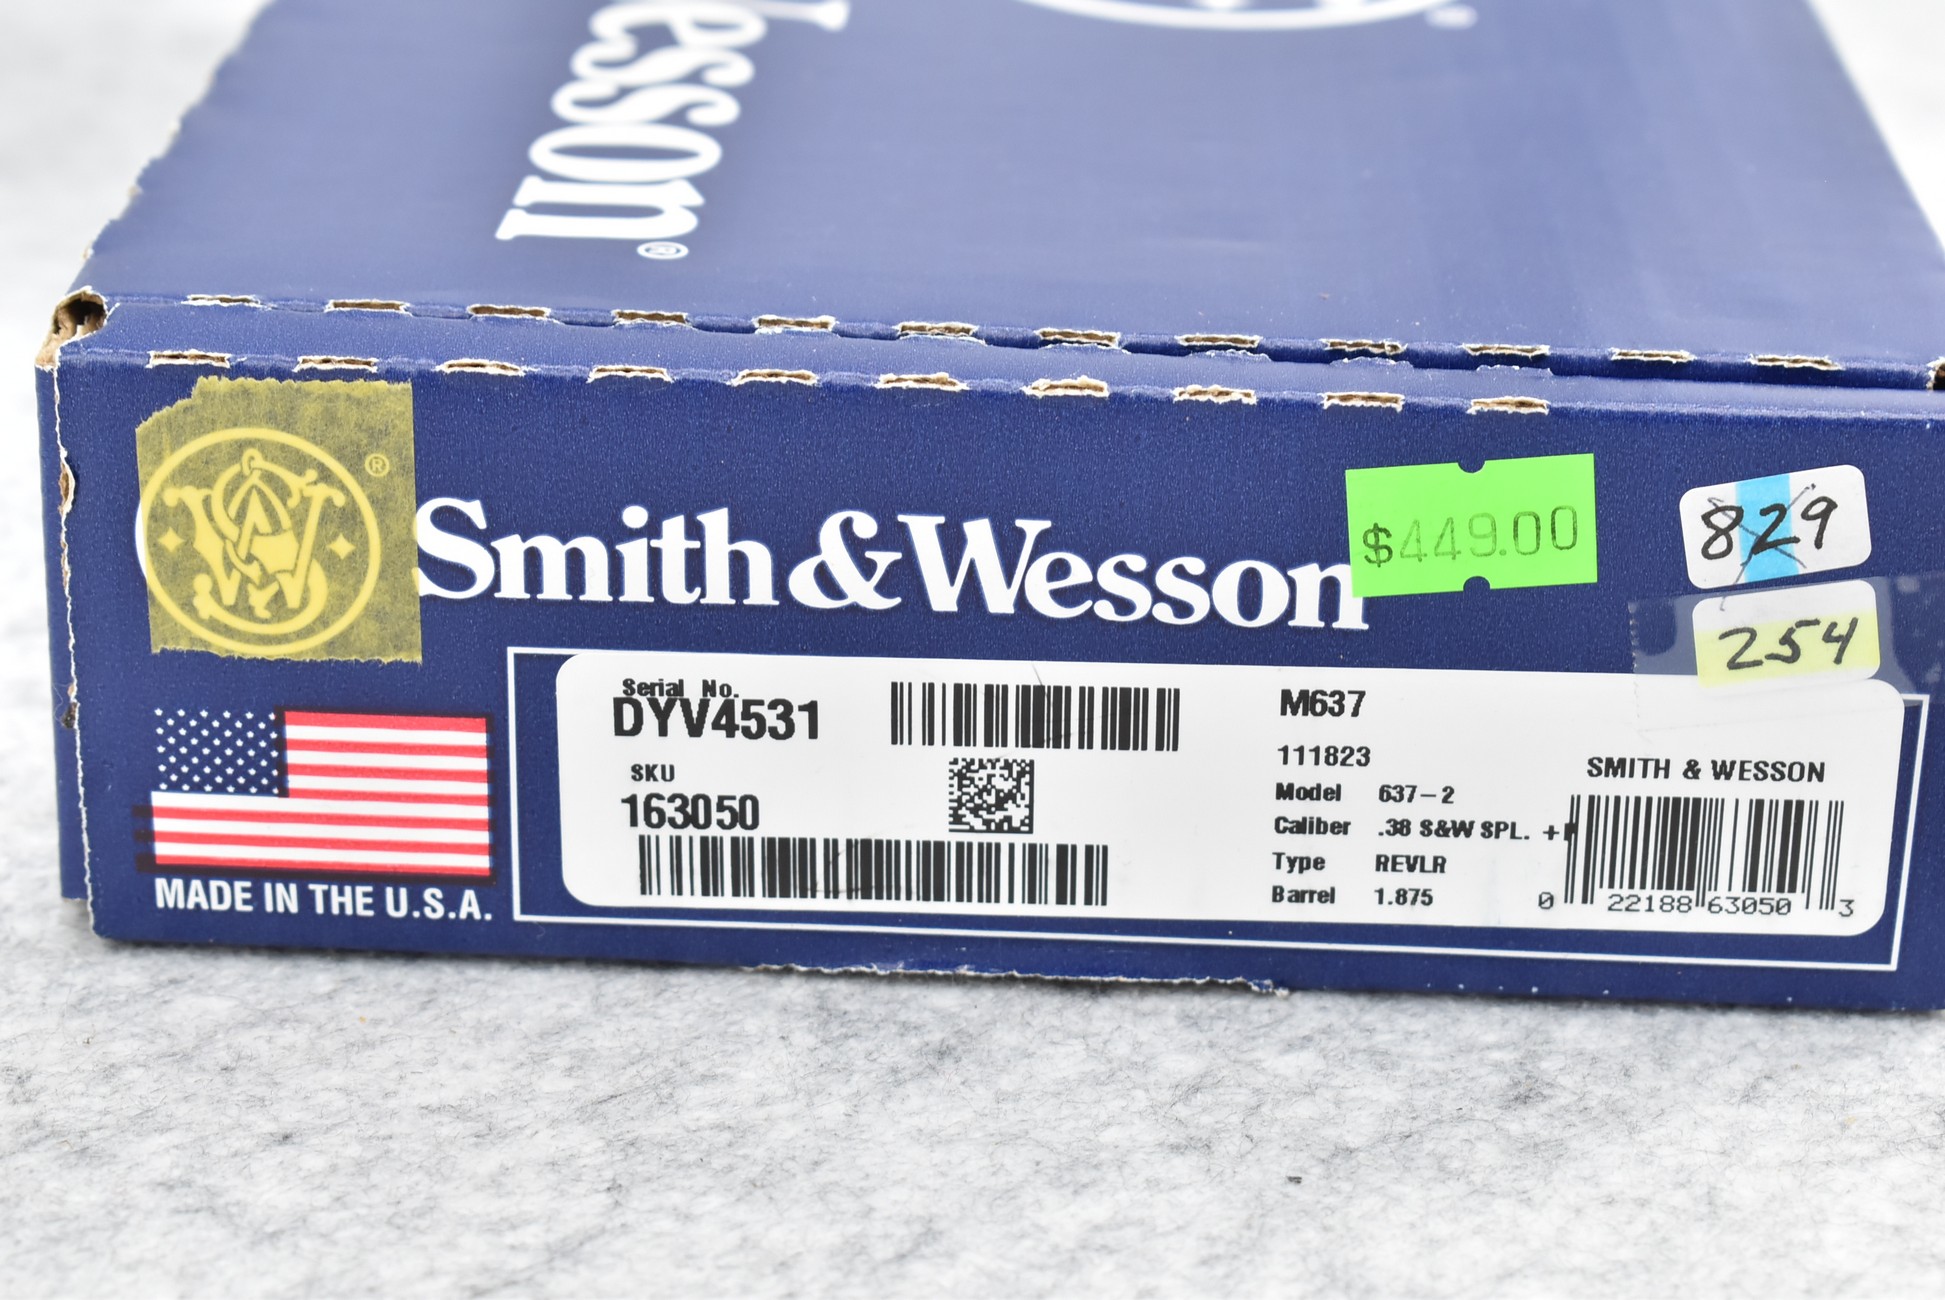 esson®
®
Smith & Wesson
$449.00
829
254
Serial No.
DYV4531
SKU
163050
M637
111823
Model 637-2
Caliber .38 S&W SPL. +
Type REVLR
Barrel 1.875
SMITH & WESSON
0 22188 63050 3
MADE IN THE U.S.A.